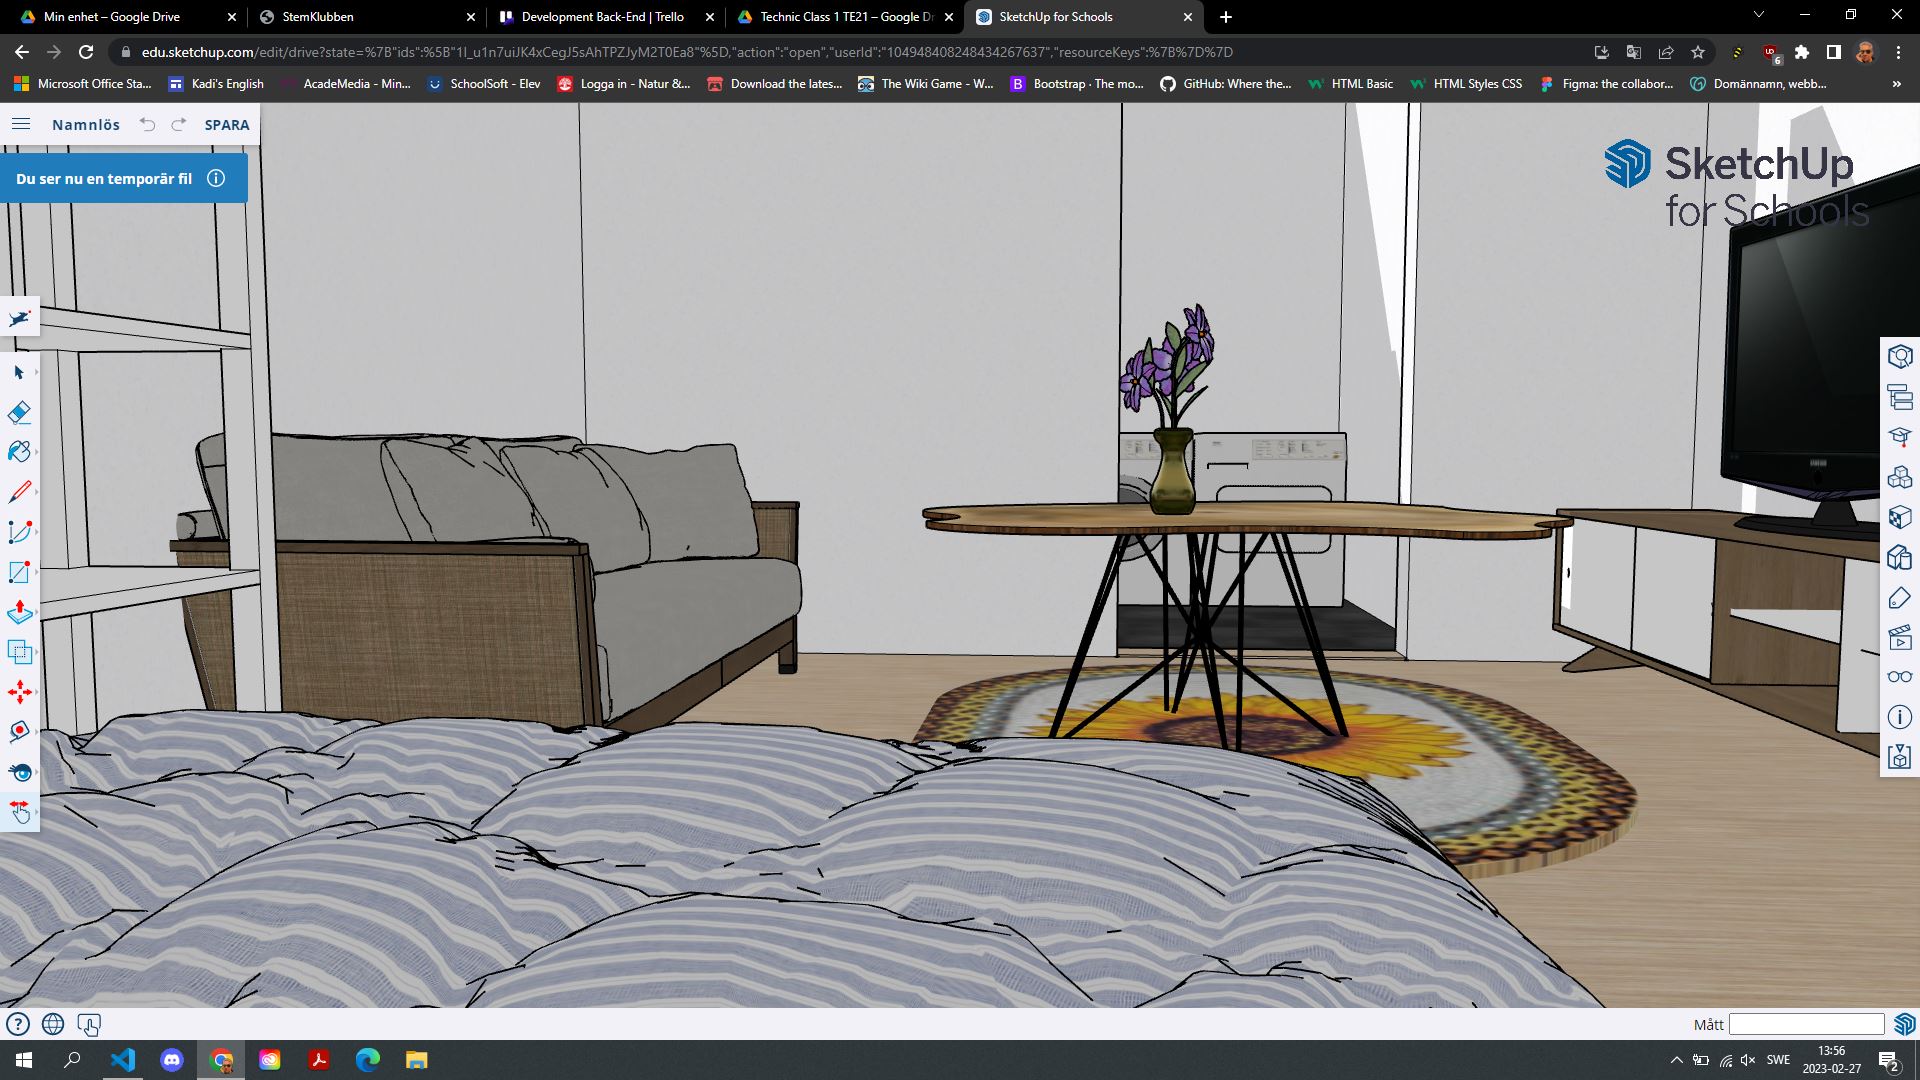 Min enhet – Google Drive
StemKlubben
Development Back-End | Trello
Technic Class 1 TE21 – Google Dr
SketchUp for Schools
edu.sketchup.com/edit/drive?state=%7B"ids":%5B"1l_u1n7uiJK4xCegJ5sAhTPZJyM2T0Ea8"%5D,"action":"open","userId":"104948408248434267637","resourceKeys":%7B%7D%7D
6
Microsoft Office Sta...
Kadi's English
AcadeMedia - Min...
SchoolSoft - Elev
Logga in - Natur &...
Download the lates...
The Wiki Game - W...
Bootstrap · The mo...
GitHub: Where the...
HTML Basic
HTML Styles CSS
Figma: the collabor...
Domännamn, webb...
Namnlös
SPARA
Du ser nu en temporär fil
SketchUp
for Schools
Mått
SWE
13:56
2023-02-27
2